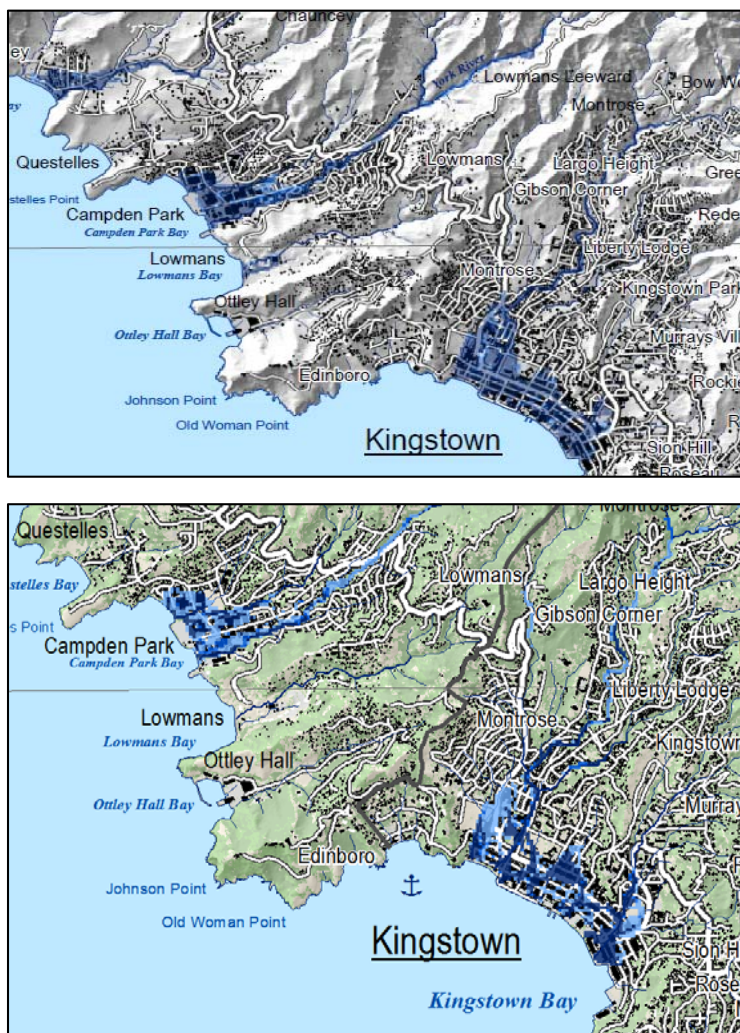 Chauncey
ey
York River
Lowmans Leeward
Bow
Montrose
ay
Questelles
Lowmans
Largo Height
Gree
Gibson Corner
stelles Point
Rede
Campden Park
Campden Park Bay
Liberty Lodge
Lowmans
Lowmans Bay
Montrose
Kingstown Park
Ottley Hall
Ottley Hall Bay
Murrays Vill
Edinboro
Rockie
Johnson Point
R
Old Woman Point
Kingstown
Sion Hill
Roseau
Montrose
Questelles
Lowmans
Largo Height
stelles Bay
Gibson Corner
s Point
Campden Park
Campden Park Bay
Liberty Lodge
Lowmans
Montrose
Lowmans Bay
Kingstown
Ottley Hall
Ottley Hall Bay
Murray
Edinboro
Johnson Point
Old Woman Point
Kingstown
Sion H
Rose
Kingstown Bay